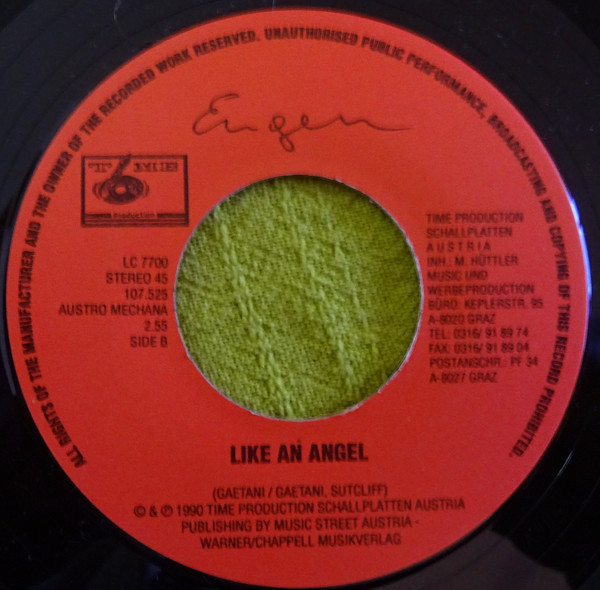 ALL RIGHTS OF THE MANUFACTURER AND THE OWNER OF THE RECORDED WORK RESERVED. UNAUTHORISED PUBLIC PERFORMANCE, BROADCASTING AND COPYING OF THIS RECORD PROHIBITED.
Eugen
TIME
Production
LC 7700
STEREO 45
107.525
AUSTRO MECHANA
2.55
SIDE B
TIME PRODUCTION
SCHALLPLATTEN
AUSTRIA
INH. M. HÜTTLER
MUSIC UND
WERBEPRODUCTION
BÜRO: KEPLERSTR. 95
A-8020 GRAZ
TEL: 0316/ 91 89 74
FAX: 0316/ 91 89 04
POSTANSCHR.: PF 34
A-8027 GRAZ
LIKE AN ANGEL
(GAETANI / GAETANI, SUTCLIFF)
© & ℗ 1990 TIME PRODUCTION SCHALLPLATTEN AUSTRIA
PUBLISHING BY MUSIC STREET AUSTRIA -
WARNER/CHAPPELL MUSIKVERLAG